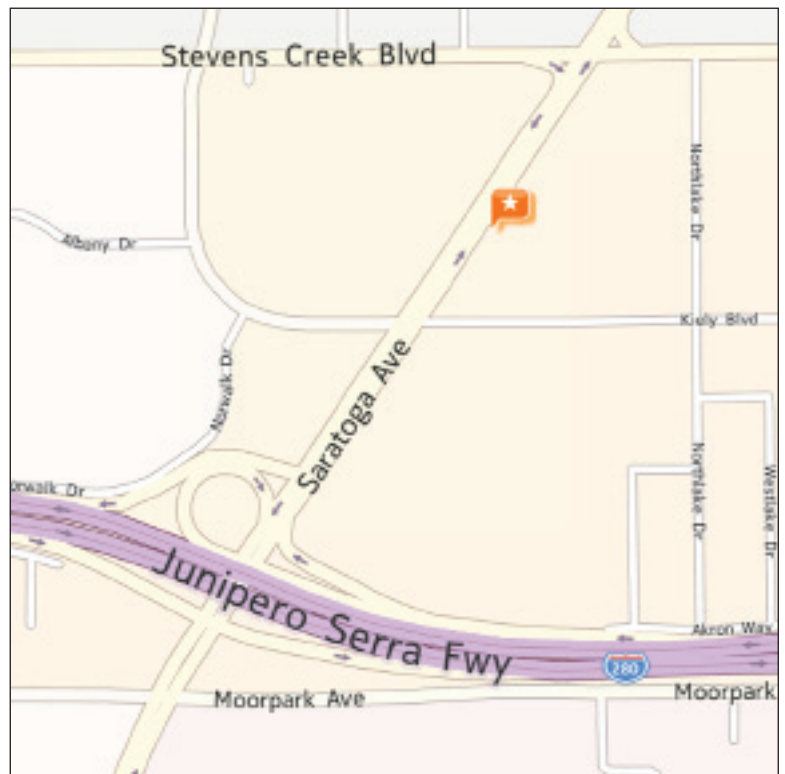 Stevens Creek Blvd
Northlake Dr
Albany Dr
Kiely Blvd
Norwalk Dr
Saratoga Ave
Northlake Dr
Westlake Dr
orwalk Dr
Junipero Serra Fwy
Akron Way
280
Moorpark Ave
Moorpark